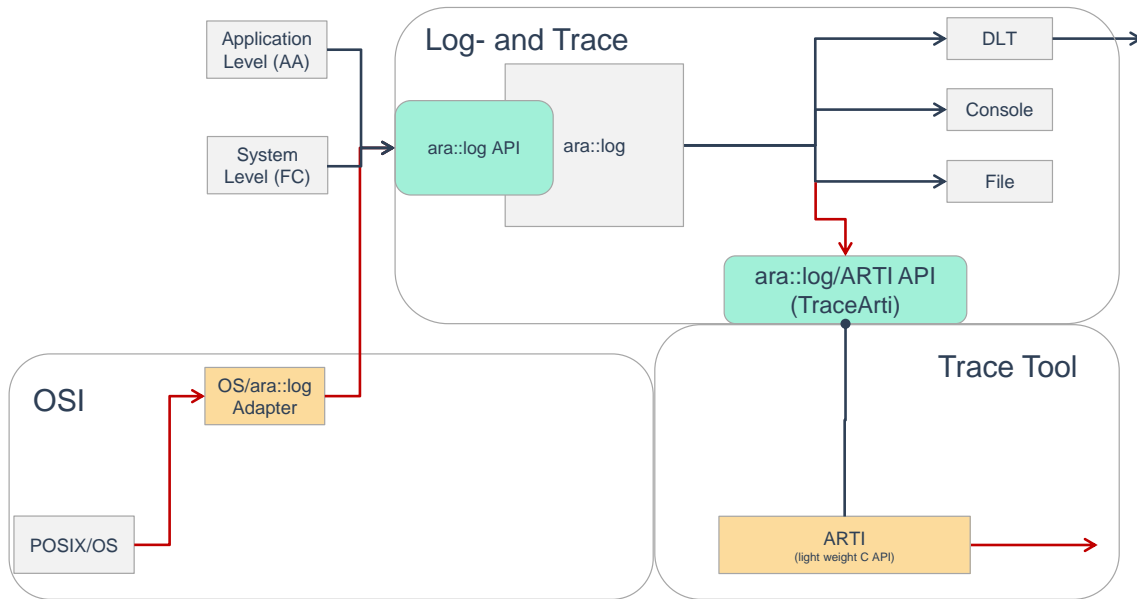 Application
Level (AA)
System
Level (FC)
Log- and Trace
ara::log API
ara::log
DLT
Console
File
ara::log/ARTI API
(TraceArti)
OSI
OS/ara::log
Adapter
POSIX/OS
Trace Tool
ARTI
(light weight C API)